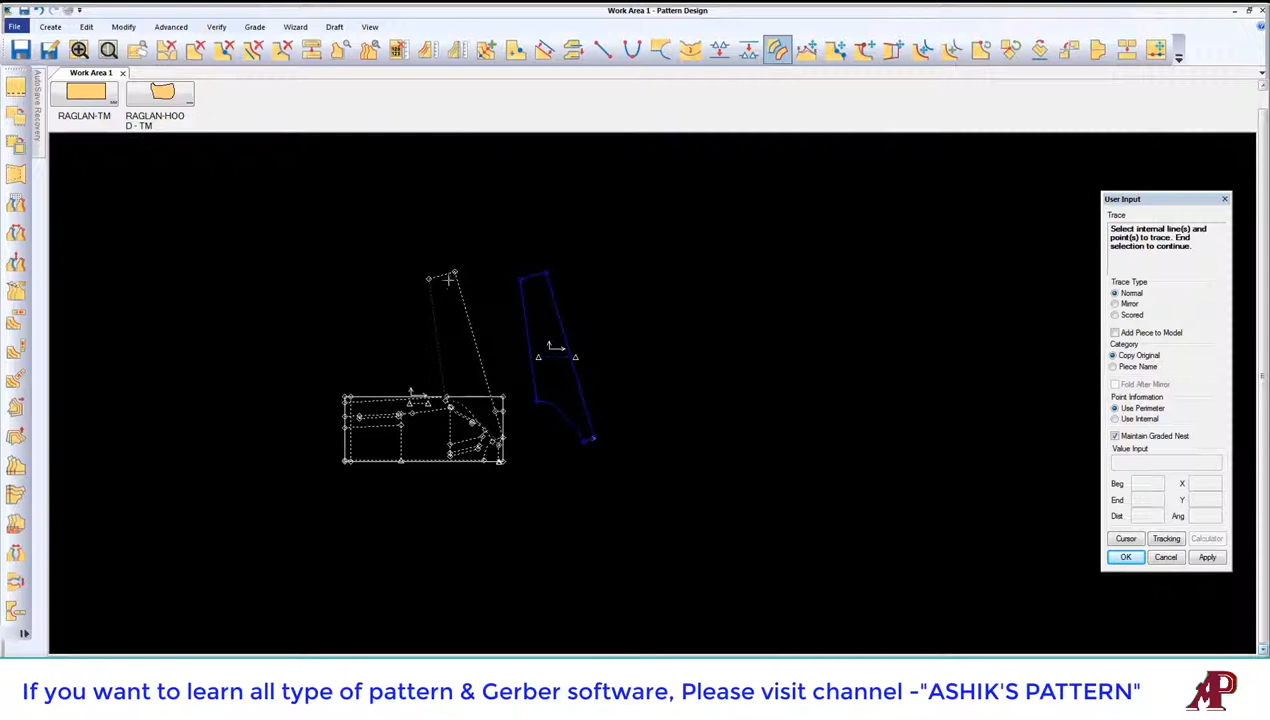 Work Area 1 - Pattern Design
File Create Edit Modify Advanced Verify Grade Wizard Draft View
Work Area 1
AutoSave Recovery
RAGLAN-TM
RAGLAN-HOO
D - TM
User Input
Trace
Select internal line(s) and
point(s) to trace. End
selection to continue.
Trace Type
Normal
Mirror
Scored
Add Piece to Model
Category
Copy Original
Piece Name
Fold After Mirror
Point Information
Use Perimeter
Use Internal
Maintain Graded Nest
Value Input
Beg X
End Y
Dist Ang
Cursor Tracking Calculator
OK Cancel Apply
If you want to learn all type of pattern & Gerber software, Please visit channel -"ASHIK'S PATTERN"